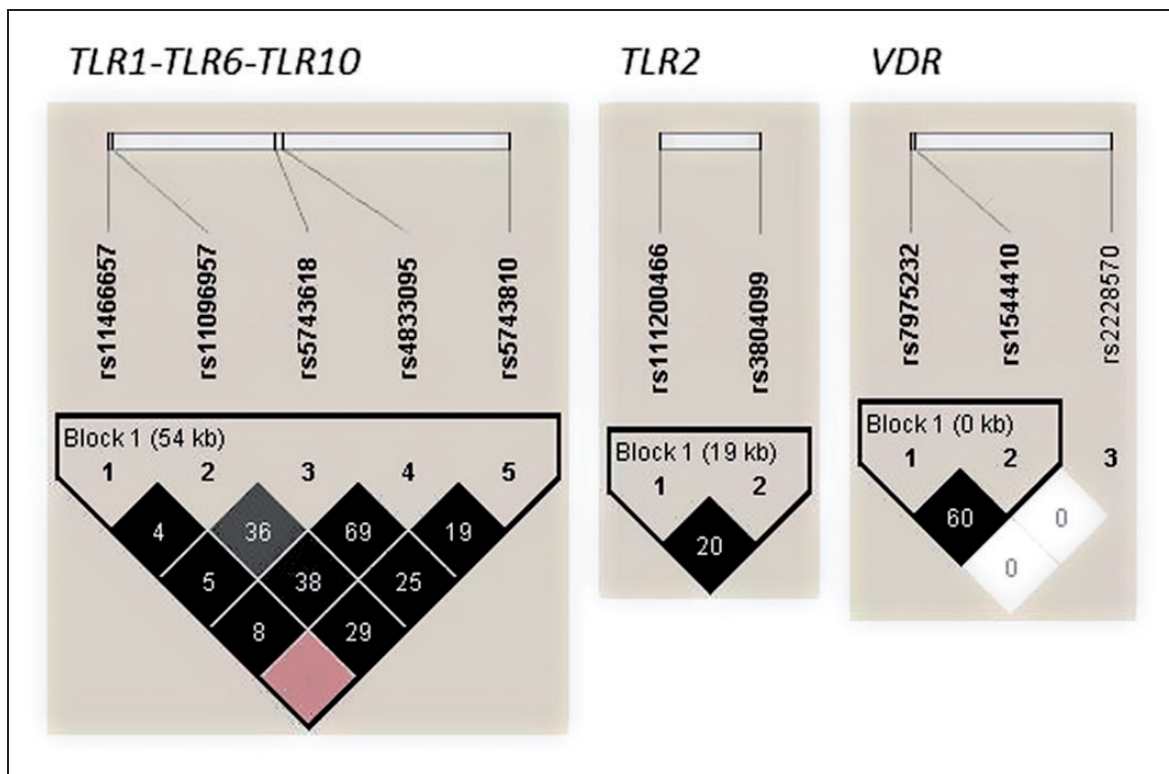 TLR1-TLR6-TLR10
rs11466657
rs11096957
rs5743618
rs4833095
rs5743810
Block 1 (54 kb)
1 2 3 4 5
4 36 69 19
5 38 25
8 29
TLR2
rs111200466
rs3804099
Block 1 (19 kb)
1 2
20
VDR
rs7975232
rs1544410
rs2228570
Block 1 (0 kb)
1 2 3
60 0
0